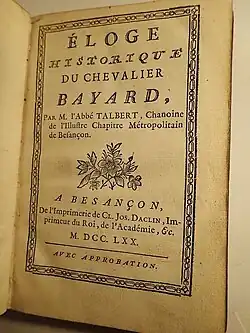 ÉLOGE
HISTORIQUE
DU CHEVALIER
BAYARD,
PAR M. l'Abbé TALBERT, Chanoine
de l'Illustre Chapitre Métropolitain
de Besançon.
A BESANÇON,
De l'Imprimerie de CL. JOS. DACLIN, Im-
primeur du Roi, de l'Académie, &c.
M. DCC. LXX.
AVEC APPROBATION.